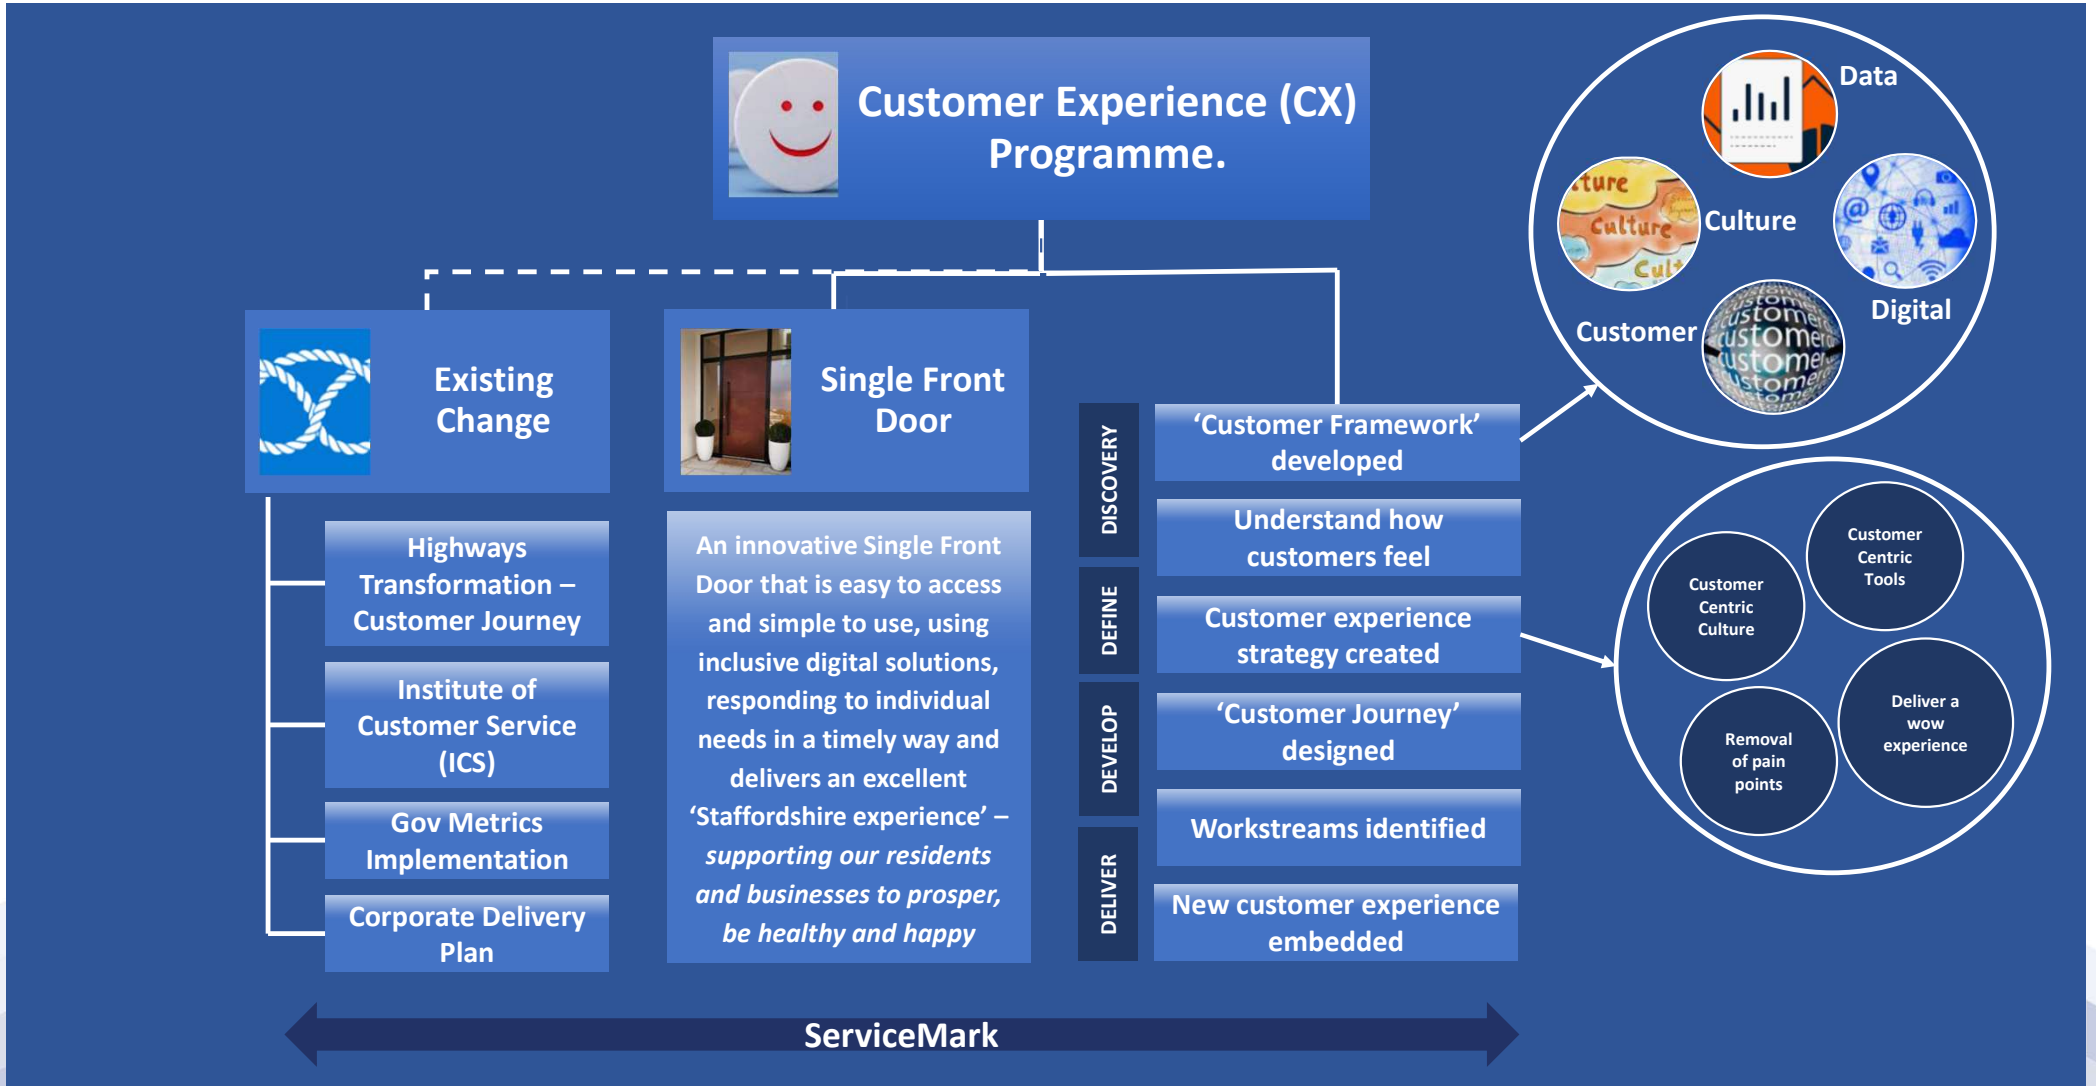 Customer Experience (CX)
Programme.
Existing
Change
Highways
Transformation –
Customer Journey
Institute of
Customer Service
(ICS)
Gov Metrics
Implementation
Corporate Delivery
Plan
Single Front
Door
An innovative Single Front
Door that is easy to access
and simple to use, using
inclusive digital solutions,
responding to individual
needs in a timely way and
delivers an excellent
‘Staffordshire experience’ –
supporting our residents
and businesses to prosper,
be healthy and happy
DISCOVERY
DEFINE
DEVELOP
DELIVER
‘Customer Framework’
developed
Understand how
customers feel
Customer experience
strategy created
‘Customer Journey’
designed
Workstreams identified
New customer experience
embedded
Data
Culture
Culture
Digital
Customer
customer
customer
Customer
Centric
Tools
Customer
Centric
Culture
Deliver a
wow
experience
Removal
of pain
points
ServiceMark